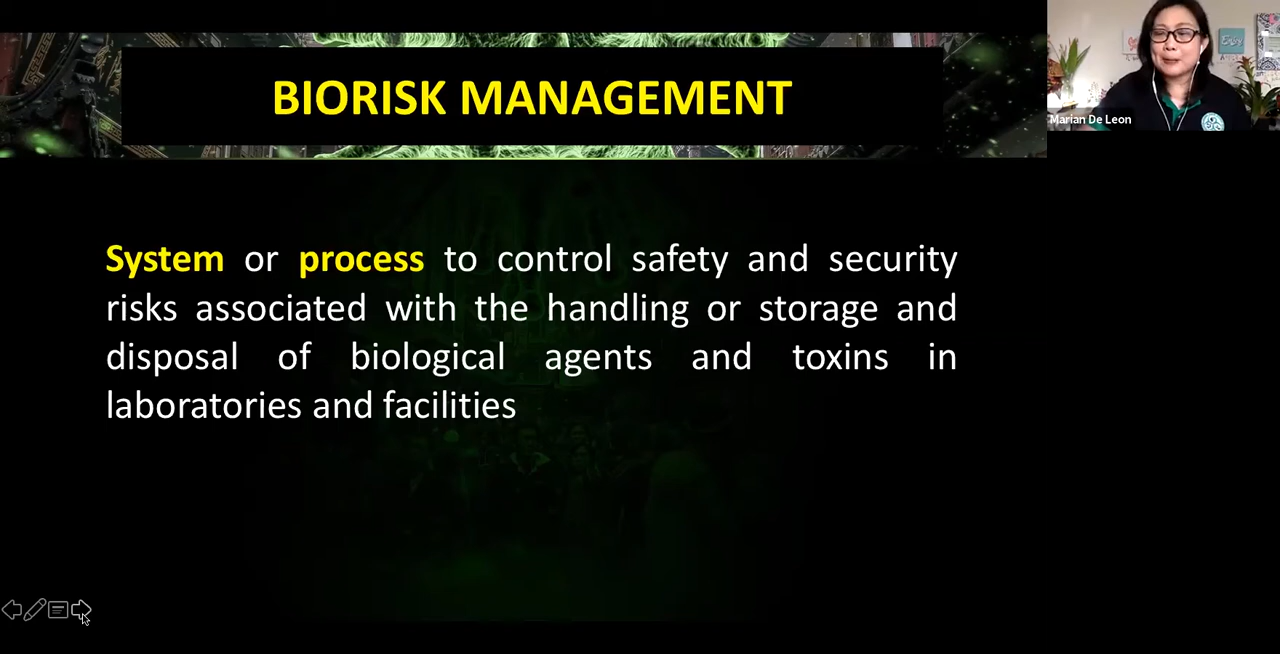 BIORISK MANAGEMENT
Marian De Leon
System or process to control safety and security
risks associated with the handling or storage and
disposal of biological agents and toxins in
laboratories and facilities